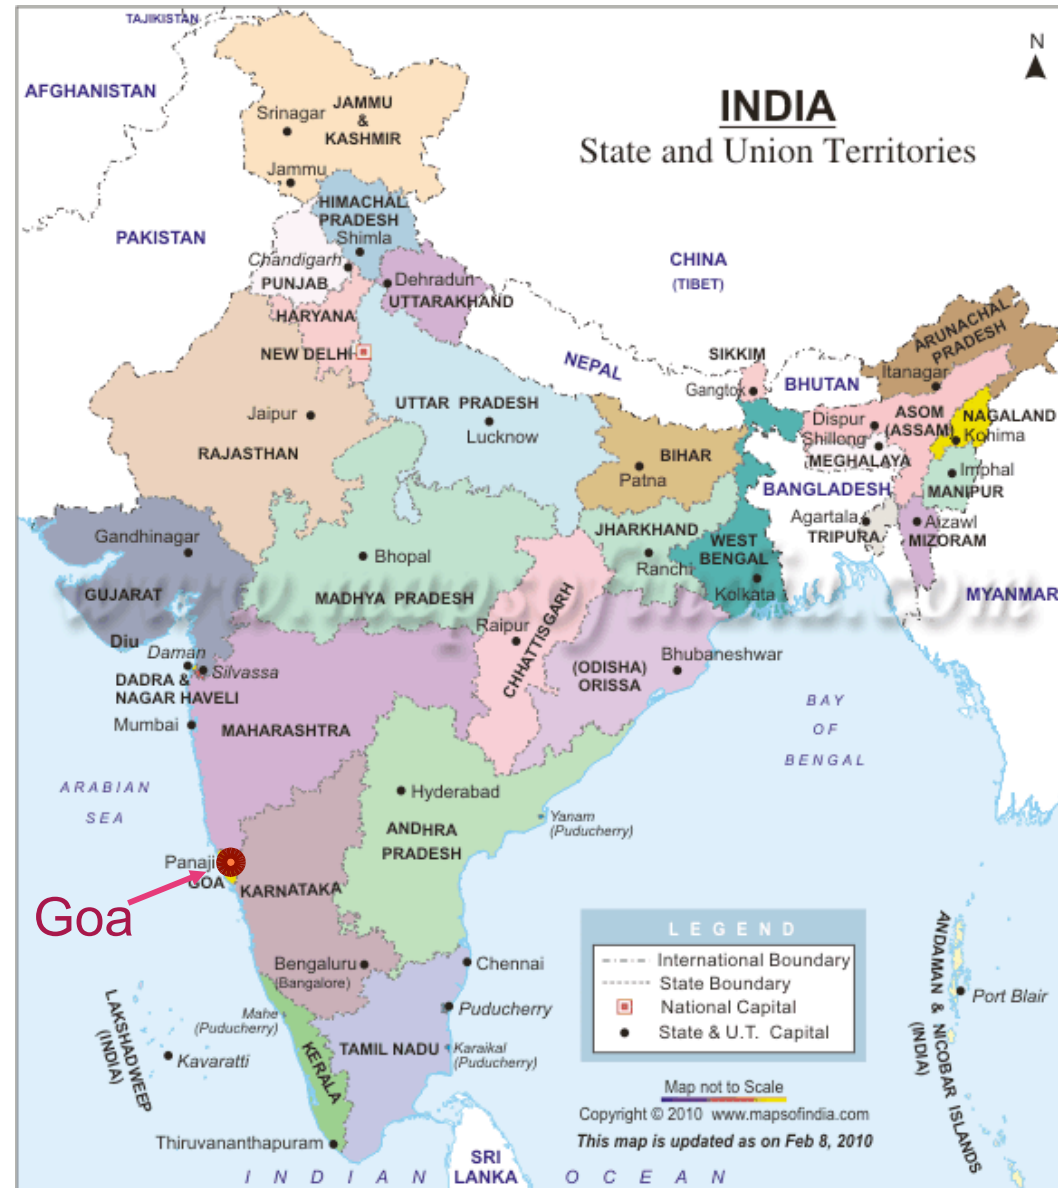 TAJIKISTAN
AFGHANISTAN
N
INDIA
State and Union Territories
JAMMU
&
KASHMIR
Srinagar
Jammu
HIMACHAL
PRADESH
Shimla
PAKISTAN
Chandigarh
PUNJAB
Dehradun
UTTARAKHAND
CHINA
(TIBET)
HARYANA
NEW DELHI
NEPAL
SIKKIM
Gangtok
BHUTAN
ARUNACHAL
PRADESH
Itanagar
Jaipur
RAJASTHAN
UTTAR PRADESH
Lucknow
BIHAR
Patna
Dispur
Shillong
MEGHALAYA
ASOM
(ASSAM)
NAGALAND
Kohima
Imphal
MANIPUR
BANGLADESH
Agartala
TRIPURA
Aizawl
MIZORAM
Gandhinagar
GUJARAT
Bhopal
MADHYA PRADESH
JHARKHAND
Ranchi
WEST
BENGAL
Kolkata
MYANMAR
www.mapsofindia.com
Diu
Daman
Silvassa
DADRA &
NAGAR HAVELI
Mumbai
MAHARASHTRA
Raipur
CHHATTISGARH
(ODISHA)
ORISSA
Bhubaneshwar
BAY
OF
BENGAL
ARABIAN
SEA
Hyderabad
ANDHRA
PRADESH
Yanam
(Puducherry)
Panaji
GOA
Goa
KARNATAKA
Bengaluru
(Bangalore)
Chennai
Mahe
(Puducherry)
Puducherry
TAMIL NADU
Karaikal
(Puducherry)
KERALA
Thiruvananthapuram
LAKSHADWEEP
(INDIA)
Kavaratti
LEGEND
International Boundary
State Boundary
National Capital
State & U.T. Capital
Map not to Scale
Copyright © 2010 www.mapsofindia.com
This map is updated as on Feb 8, 2010
ANDAMAN & NICOBAR ISLANDS
(INDIA)
Port Blair
SRI
LANKA
INDIAN OCEAN